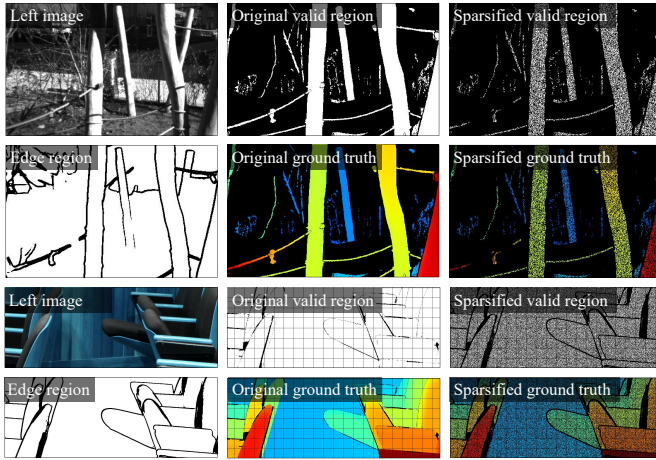 Left image
Original valid region
Sparsified valid region
Edge region
Original ground truth
Sparsified ground truth
Left image
Original valid region
Sparsified valid region
Edge region
Original ground truth
Sparsified ground truth